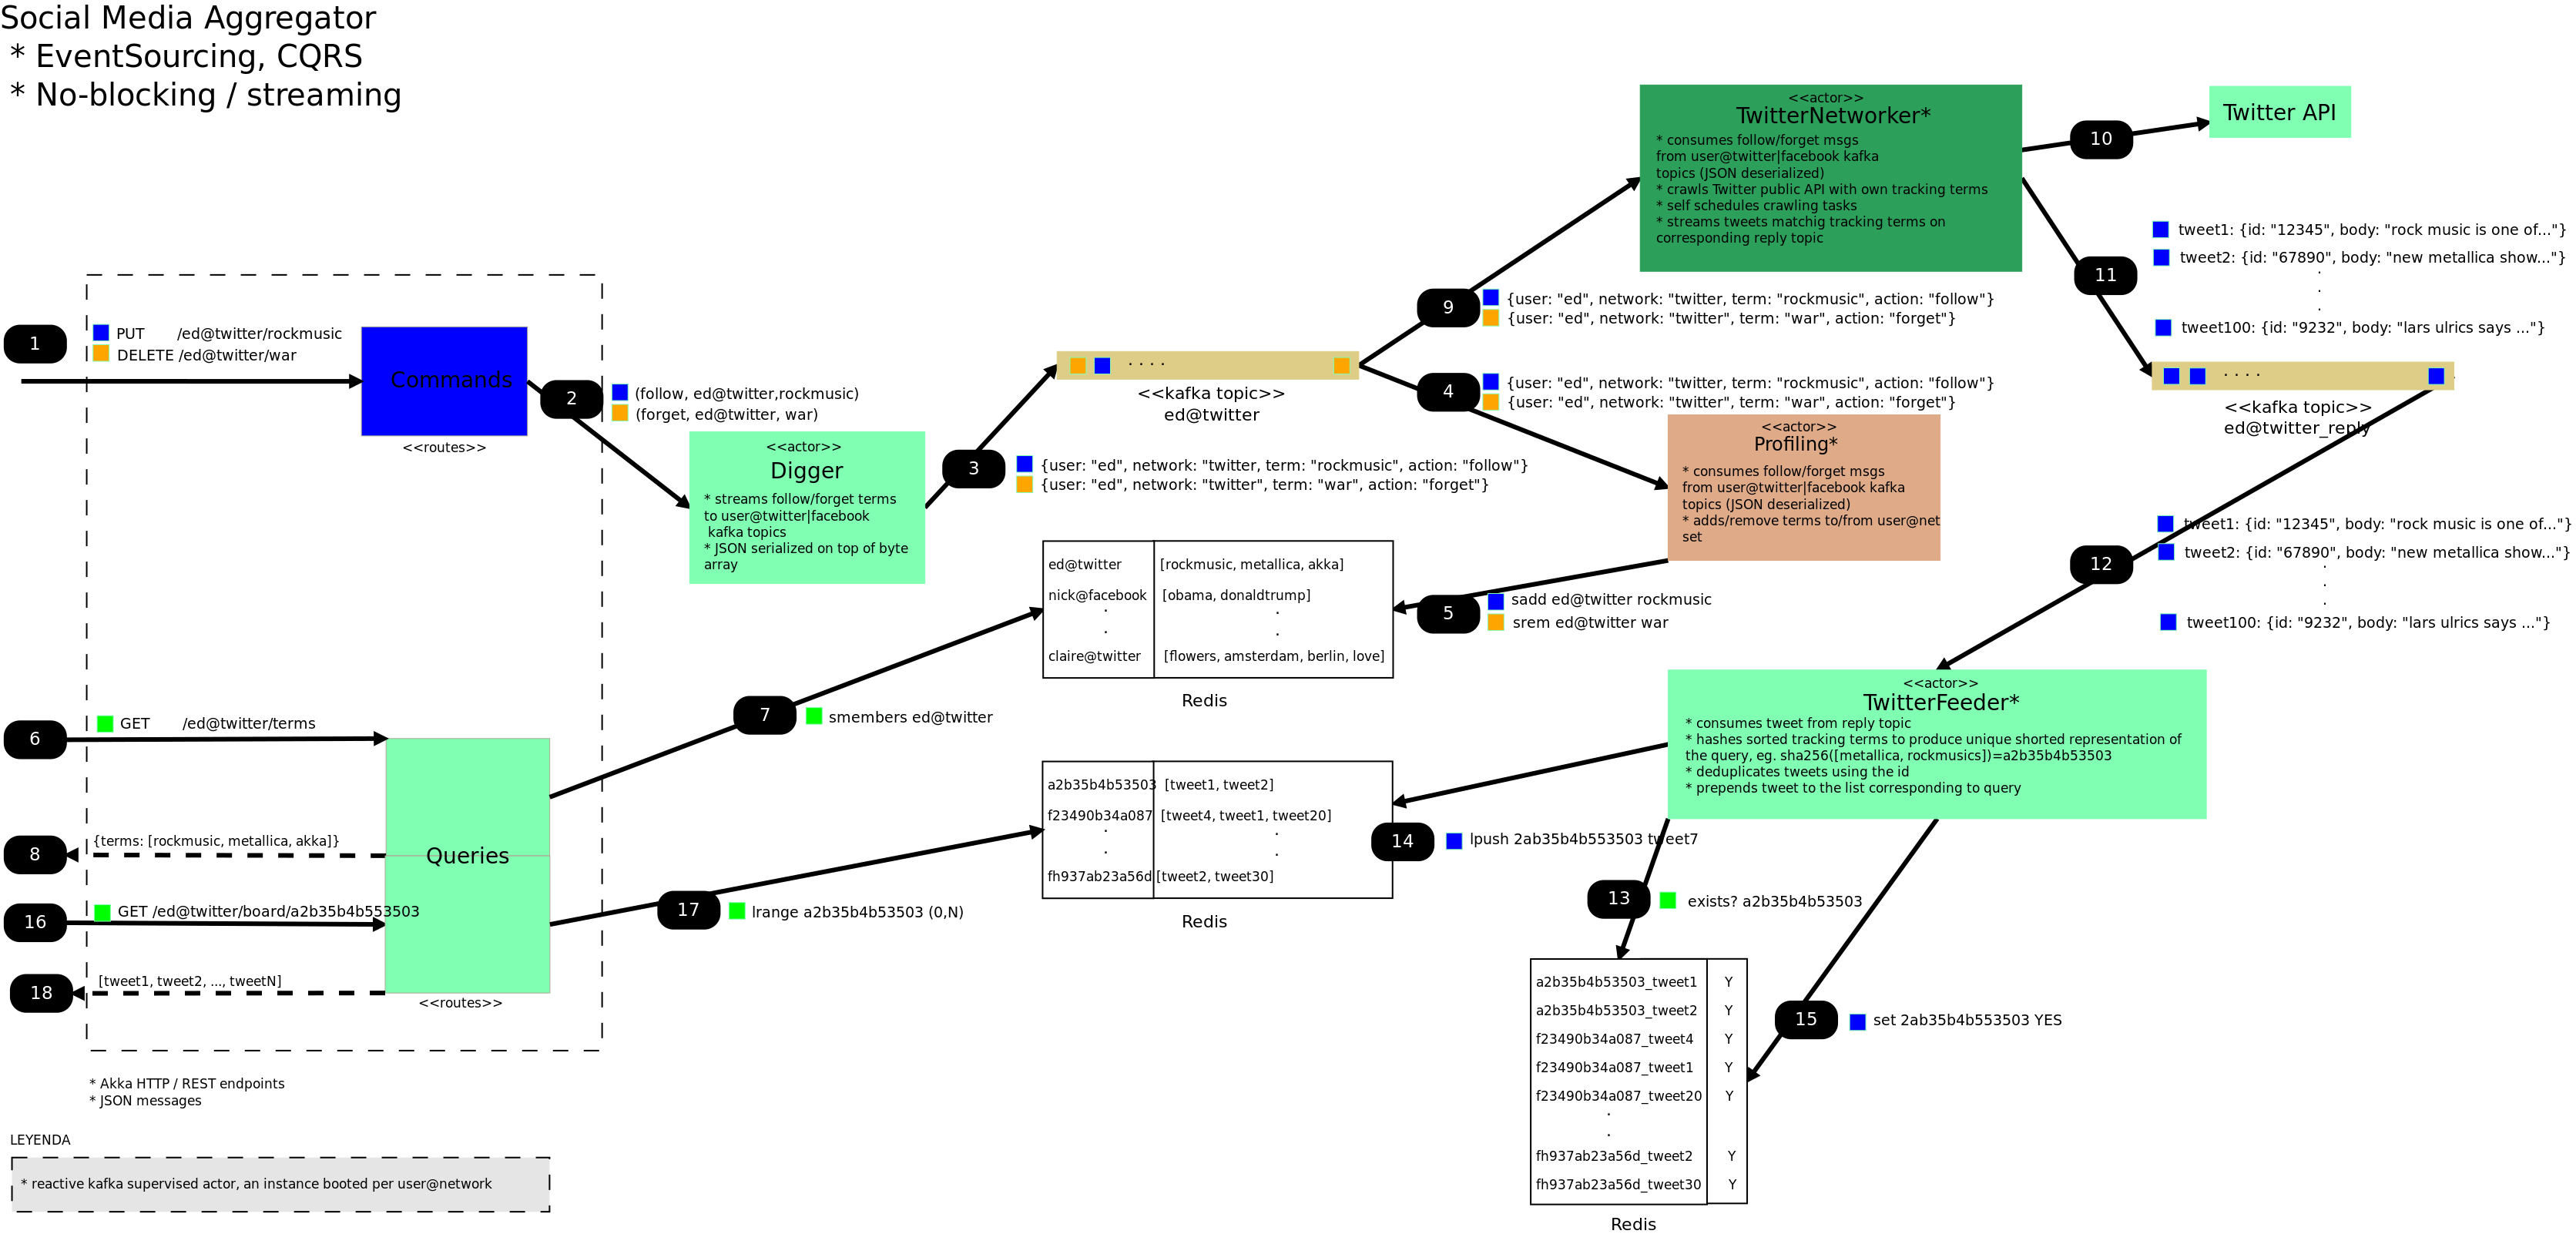 Social Media Aggregator
* EventSourcing, CQRS
* No-blocking / streaming
1
PUT /ed@twitter/rockmusic
DELETE /ed@twitter/war
Commands
<<routes>>
2
(follow, ed@twitter,rockmusic)
(forget, ed@twitter, war)
<<actor>>
Digger
* streams follow/forget terms
to user@twitter|facebook
kafka topics
* JSON serialized on top of byte
array
3
{user: "ed", network: "twitter, term: "rockmusic", action: "follow"}
{user: "ed", network: "twitter", term: "war", action: "forget"}
. . . .
<<kafka topic>>
ed@twitter
9
{user: "ed", network: "twitter, term: "rockmusic", action: "follow"}
{user: "ed", network: "twitter", term: "war", action: "forget"}
4
{user: "ed", network: "twitter, term: "rockmusic", action: "follow"}
{user: "ed", network: "twitter", term: "war", action: "forget"}
<<actor>>
TwitterNetworker*
* consumes follow/forget msgs
from user@twitter|facebook kafka
topics (JSON deserialized)
* crawls Twitter public API with own tracking terms
* self schedules crawling tasks
* streams tweets matchig tracking terms on
corresponding reply topic
10
Twitter API
11
tweet1: {id: "12345", body: "rock music is one of..."}
tweet2: {id: "67890", body: "new metallica show..."}
.
.
.
tweet100: {id: "9232", body: "lars ulrics says ..."}
. . . .
<<kafka topic>>
ed@twitter_reply
<<actor>>
Profiling*
* consumes follow/forget msgs
from user@twitter|facebook kafka
topics (JSON deserialized)
* adds/remove terms to/from user@net
set
5
sadd ed@twitter rockmusic
srem ed@twitter war
ed@twitter [rockmusic, metallica, akka]
nick@facebook [obama, donaldtrump]
. .
. .
claire@twitter [flowers, amsterdam, berlin, love]
Redis
12
tweet1: {id: "12345", body: "rock music is one of..."}
tweet2: {id: "67890", body: "new metallica show..."}
.
.
.
tweet100: {id: "9232", body: "lars ulrics says ..."}
<<actor>>
TwitterFeeder*
* consumes tweet from reply topic
* hashes sorted tracking terms to produce unique shorted representation of
the query, eg. sha256([metallica, rockmusics])=a2b35b4b53503
* deduplicates tweets using the id
* prepends tweet to the list corresponding to query
6
GET /ed@twitter/terms
7
smembers ed@twitter
8
{terms: [rockmusic, metallica, akka]}
Queries
16
GET /ed@twitter/board/a2b35b4b553503
17
lrange a2b35b4b53503 (0,N)
18
[tweet1, tweet2, ..., tweetN]
<<routes>>
a2b35b4b53503 [tweet1, tweet2]
f23490b34a087 [tweet4, tweet1, tweet20]
. .
. .
fh937ab23a56d [tweet2, tweet30]
Redis
14
lpush 2ab35b4b553503 tweet7
13
exists? a2b35b4b53503
15
set 2ab35b4b553503 YES
a2b35b4b53503_tweet1 Y
a2b35b4b53503_tweet2 Y
f23490b34a087_tweet4 Y
f23490b34a087_tweet1 Y
f23490b34a087_tweet20 Y
.
.
fh937ab23a56d_tweet2 Y
fh937ab23a56d_tweet30 Y
Redis
* Akka HTTP / REST endpoints
* JSON messages
LEYENDA
* reactive kafka supervised actor, an instance booted per user@network